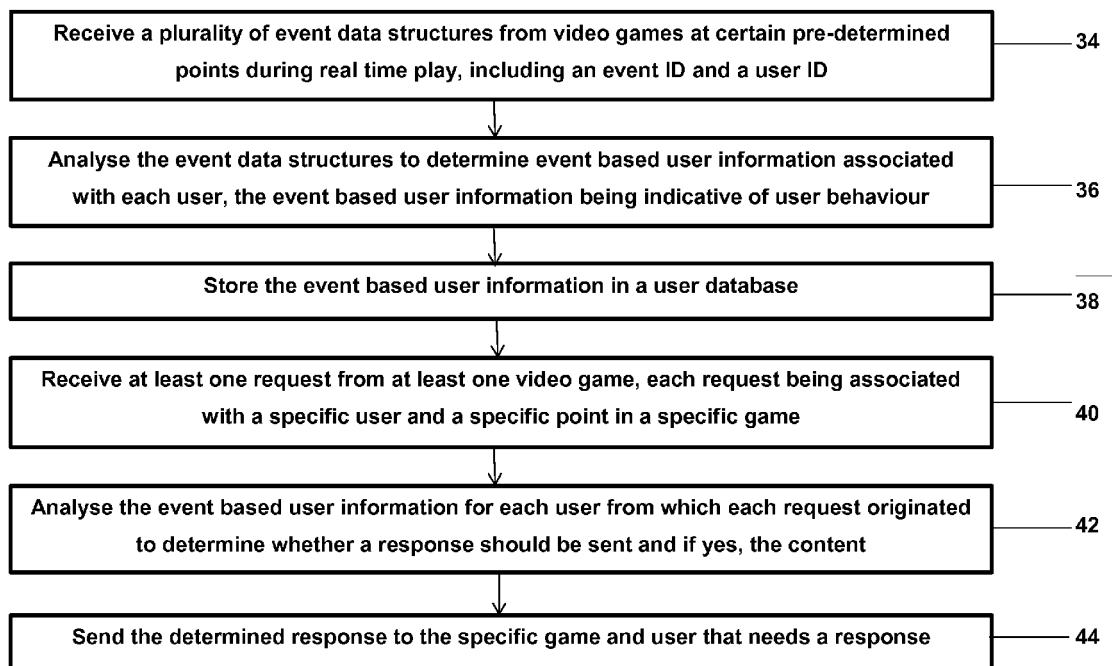 Receive a plurality of event data structures from video games at certain pre-determined
points during real time play, including an event ID and a user ID
34
Analyse the event data structures to determine event based user information associated
with each user, the event based user information being indicative of user behaviour
36
Store the event based user information in a user database
38
Receive at least one request from at least one video game, each request being associated
with a specific user and a specific point in a specific game
40
Analyse the event based user information for each user from which each request originated
to determine whether a response should be sent and if yes, the content
42
Send the determined response to the specific game and user that needs a response
44